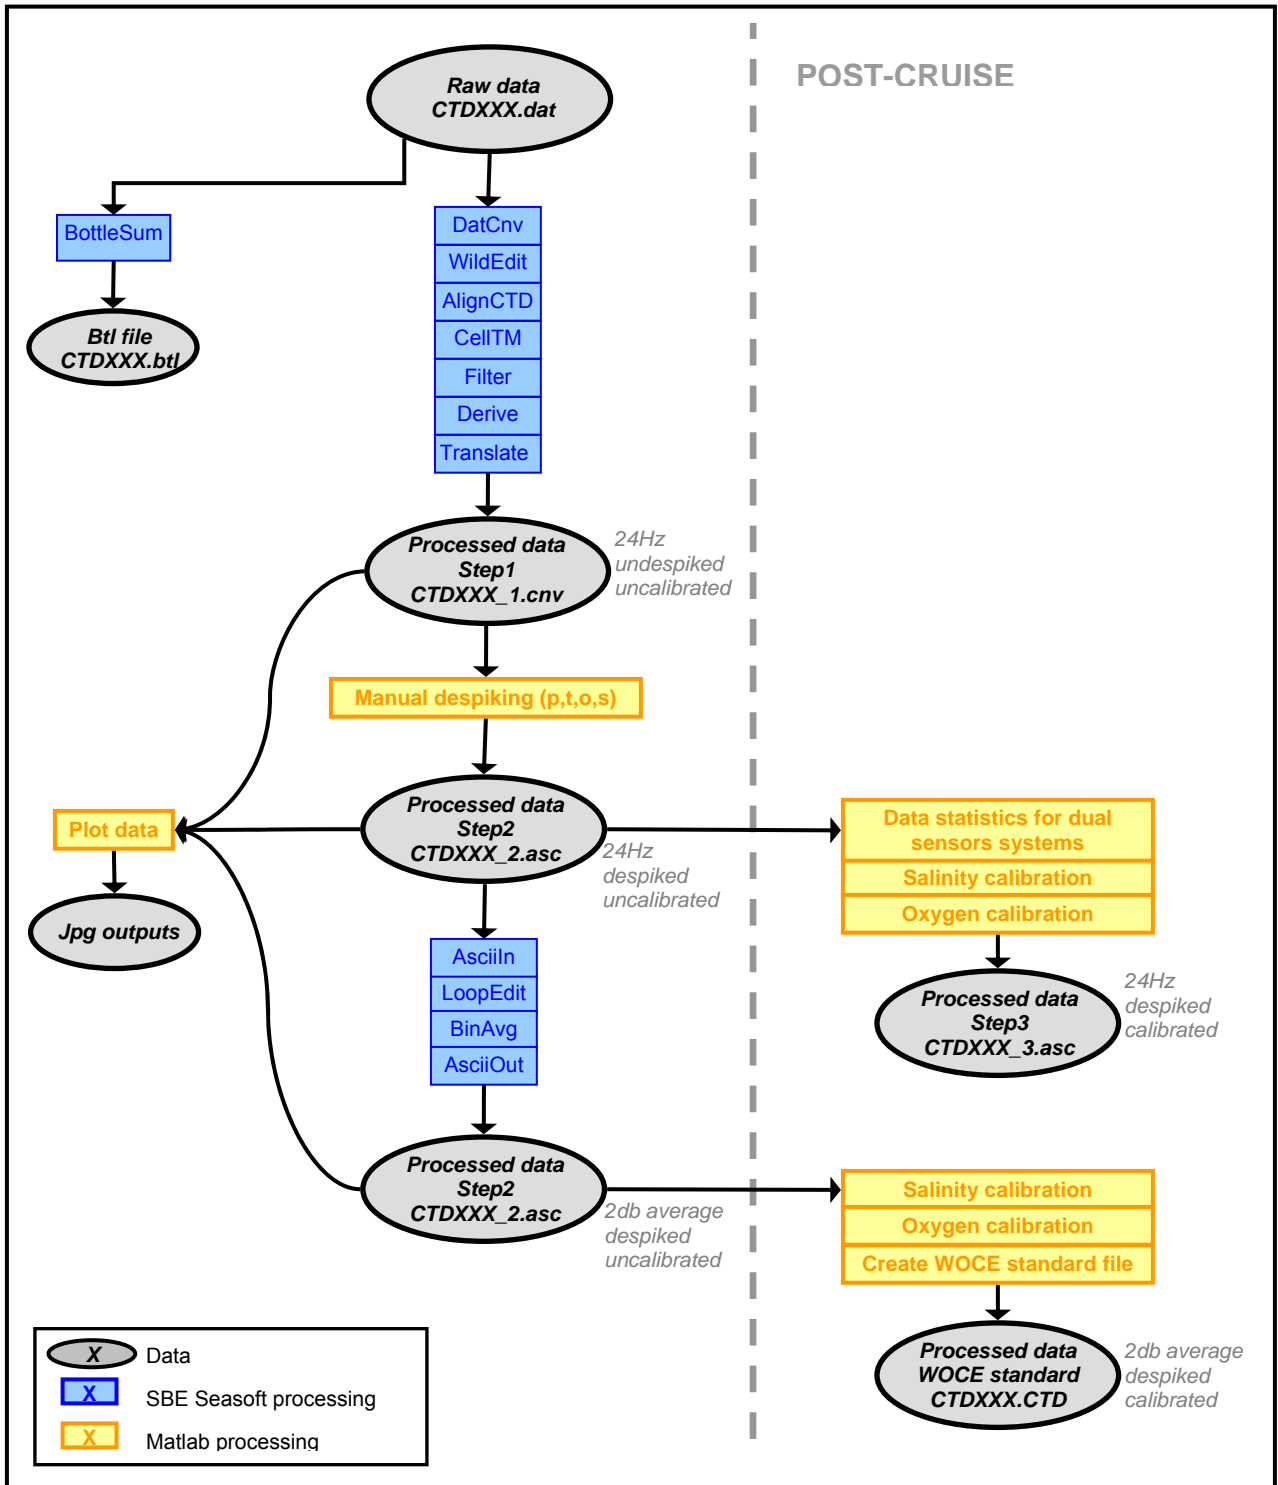 POST-CRUISE
Raw data
CTDXXX.dat
BottleSum
Btl file
CTDXXX.btl
DatCnv
WildEdit
AlignCTD
CellTM
Filter
Derive
Translate
Processed data
Step1
CTDXXX_1.cnv
24Hz
undespiked
uncalibrated
Manual despiking (p,t,o,s)
Plot data
Jpg outputs
Processed data
Step2
CTDXXX_2.asc
24Hz
despiked
uncalibrated
Data statistics for dual
sensors systems
Salinity calibration
Oxygen calibration
Processed data
Step3
CTDXXX_3.asc
24Hz
despiked
calibrated
AsciiIn
LoopEdit
BinAvg
AsciiOut
Processed data
Step2
CTDXXX_2.asc
2db average
despiked
uncalibrated
Salinity calibration
Oxygen calibration
Create WOCE standard file
Processed data
WOCE standard
CTDXXX.CTD
2db average
despiked
calibrated
X Data
X SBE Seasoft processing
X Matlab processing